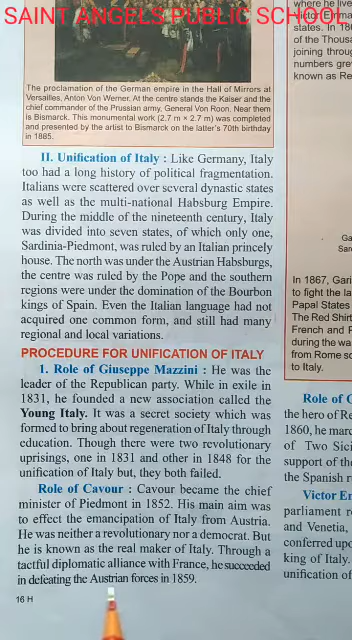 SAINT ANGELS PUBLIC SCHOOL
The proclamation of the German empire in the Hall of Mirrors at
Versailles, Anton Von Werner. At the centre stands the Kaiser and the
chief commander of the Prussian army, General Von Roon. Near them
is Bismarck. This monumental work (2.7 m × 2.7 m) was completed
and presented by the artist to Bismarck on the latter's 70th birthday
in 1885.
II. Unification of Italy : Like Germany, Italy
too had a long history of political fragmentation.
Italians were scattered over several dynastic states
as well as the multi-national Habsburg Empire.
During the middle of the nineteenth century, Italy
was divided into seven states, of which only one,
Sardinia-Piedmont, was ruled by an Italian princely
house. The north was under the Austrian Habsburgs,
the centre was ruled by the Pope and the southern
regions were under the domination of the Bourbon
kings of Spain. Even the Italian language had not
acquired one common form, and still had many
regional and local variations.
PROCEDURE FOR UNIFICATION OF ITALY
1. Role of Giuseppe Mazzini : He was the
leader of the Republican party. While in exile in
1831, he founded a new association called the
Young Italy. It was a secret society which was
formed to bring about regeneration of Italy through
education. Though there were two revolutionary
uprisings, one in 1831 and other in 1848 for the
unification of Italy but, they both failed.
Role of Cavour : Cavour became the chief
minister of Piedmont in 1852. His main aim was
to effect the emancipation of Italy from Austria.
He was neither a revolutionary nor a democrat. But
he is known as the real maker of Italy. Through a
tactful diplomatic alliance with France, he succeeded
in defeating the Austrian forces in 1859.
16 H
where he live
Victor Emma
states. In 18
of the Thousa
joining throug
numbers grew
known as Re
Ga
Sar
In 1867, Gari
to fight the la
Papal States
The Red Shirt
French and P
during the wa
from Rome so
to Italy.
Role of G
the hero of Re
1860, he marc
of Two Sici
support of the
the Spanish r
Victor Em
parliament r
and Venetia,
conferred upo
king of Italy.
unification of